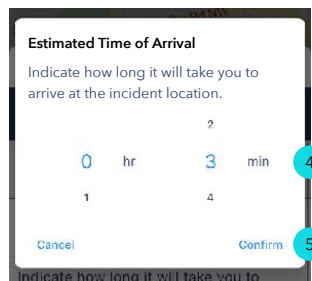 Estimated Time of Arrival
Indicate how long it will take you to
arrive at the incident location.
2
0 hr 3 min 4
1 4
Cancel Confirm 5
Indicate how long it will take you to